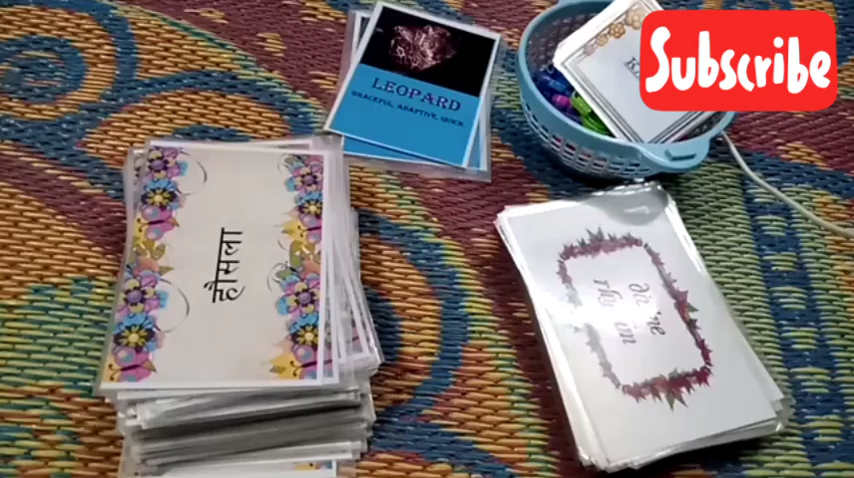 LEOPARD
GRACEFUL, ADAPTIVE, QUICK
Subscribe
हौसला